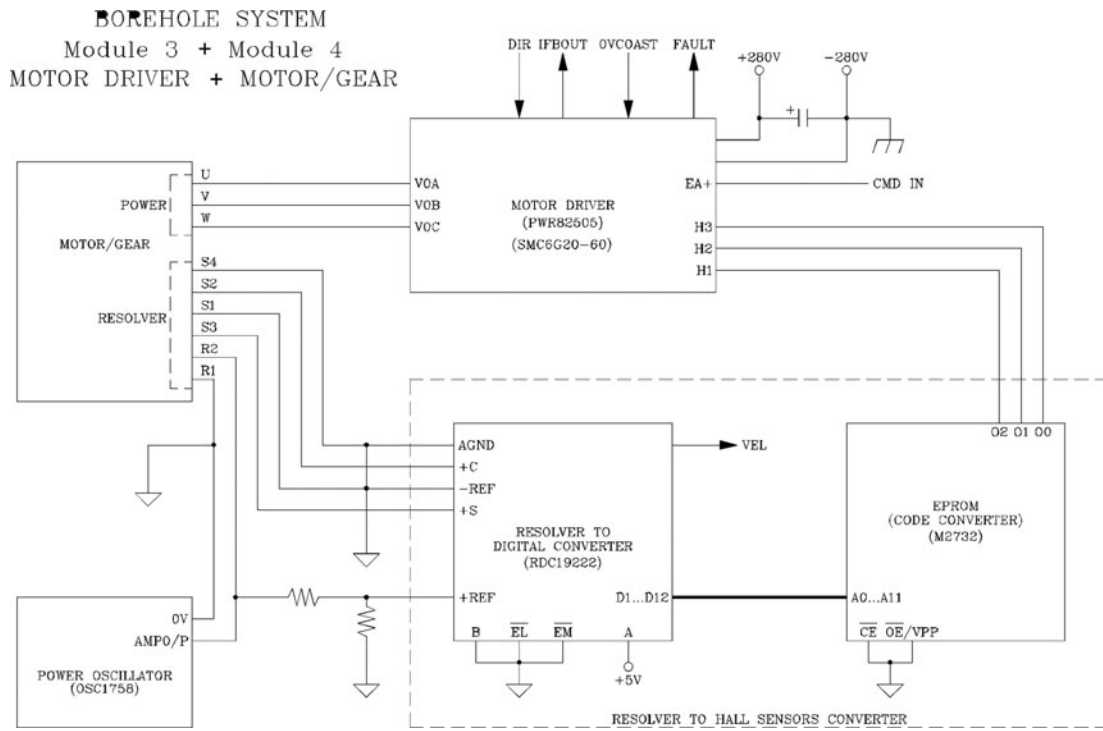 BOREHOLE SYSTEM
Module 3 + Module 4
MOTOR DRIVER + MOTOR/GEAR
DIR IFBOUT OVCOAST FAULT
+280V -280V
+
U
V
W
POWER
MOTOR/GEAR
S4
S2
S1
S3
R2
R1
RESOLVER
VOA
VOB
VOC
MOTOR DRIVER
(PWR82505)
(SMC6G20-60)
EA+
CMD IN
H3
H2
H1
AGND
+C
-REF
+S
+REF
RESOLVER TO
DIGITAL CONVERTER
(RDC19222)
VEL
D1...D12
B EL EM A
+5V
O2 O1 O0
EPROM
(CODE CONVERTER)
(M2732)
A0...A11
CE OE/VPP
0V
AMPO/P
POWER OSCILLATOR
(OSC1758)
RESOLVER TO HALL SENSORS CONVERTER